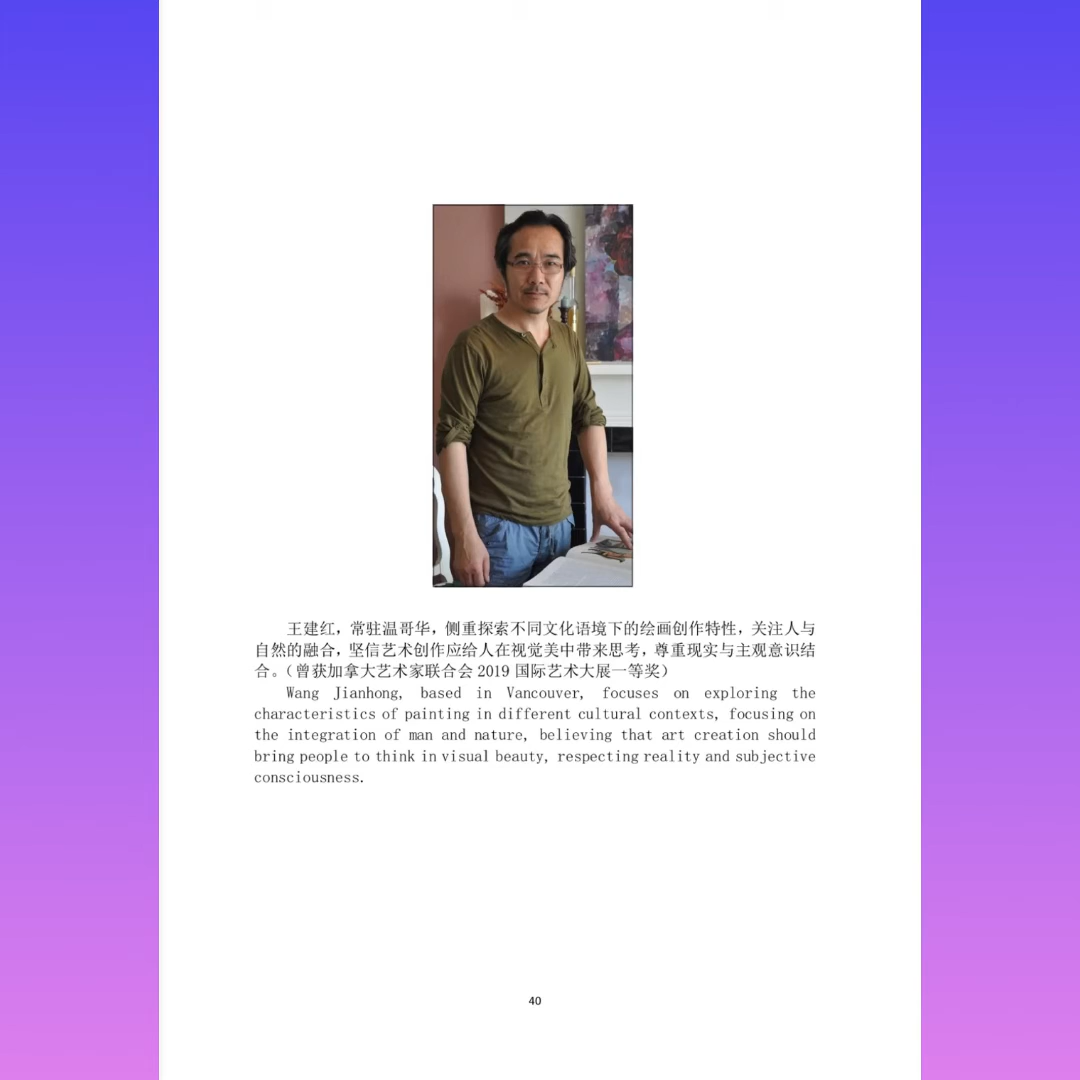 王建红，常驻温哥华，侧重探索不同文化语境下的绘画创作特性，关注人与
自然的融合，坚信艺术创作应给人在视觉美中带来思考，尊重现实与主观意识结
合。（曾获加拿大艺术家联合会 2019 国际艺术大展一等奖）
Wang Jianhong, based in Vancouver, focuses on exploring the
characteristics of painting in different cultural contexts, focusing on
the integration of man and nature, believing that art creation should
bring people to think in visual beauty, respecting reality and subjective
consciousness.
40